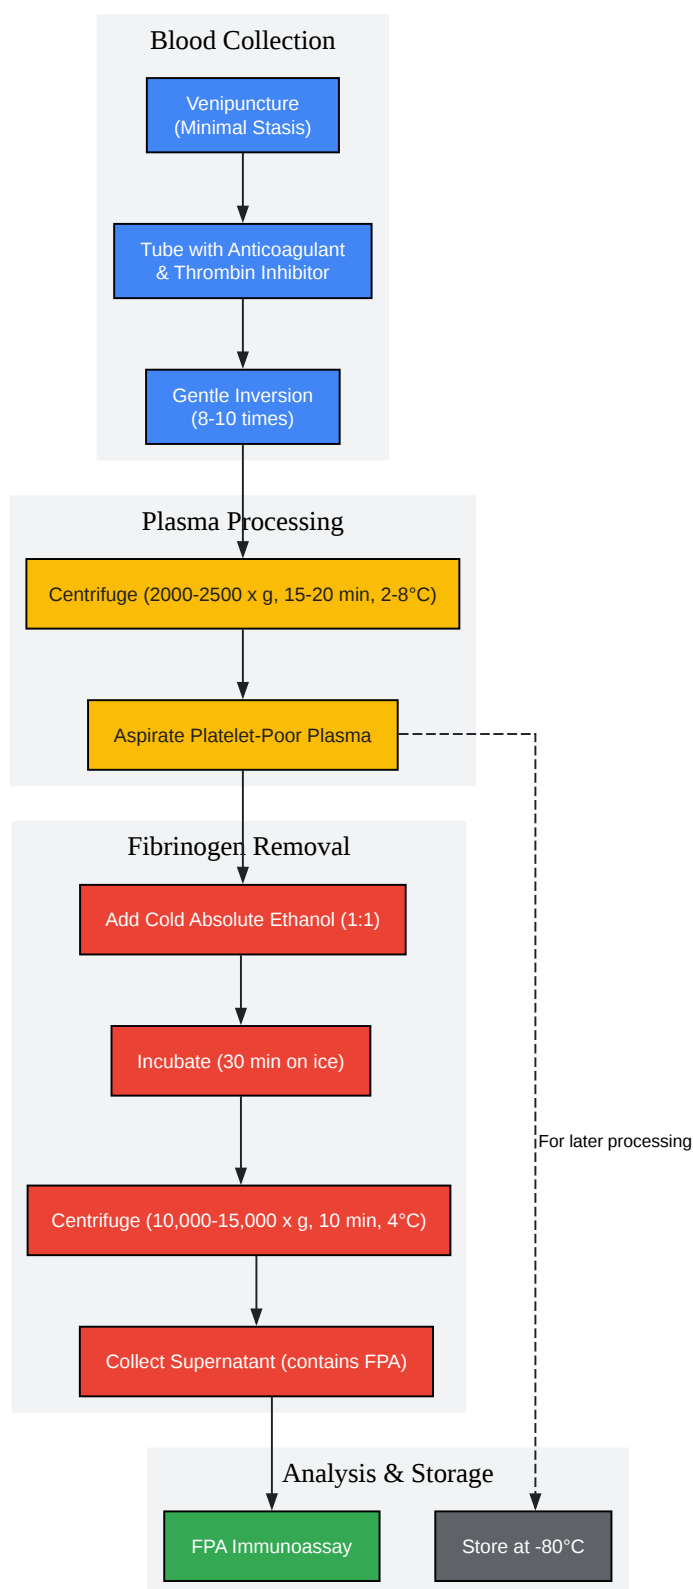 Blood Collection
Venipuncture
(Minimal Stasis)
Tube with Anticoagulant
& Thrombin Inhibitor
Gentle Inversion
(8-10 times)
Plasma Processing
Centrifuge (2000-2500 x g, 15-20 min, 2-8°C)
Aspirate Platelet-Poor Plasma
Fibrinogen Removal
Add Cold Absolute Ethanol (1:1)
Incubate (30 min on ice)
For later processing
Centrifuge (10,000-15,000 x g, 10 min, 4°C)
Collect Supernatant (contains FPA)
Analysis & Storage
FPA Immunoassay
Store at -80°C